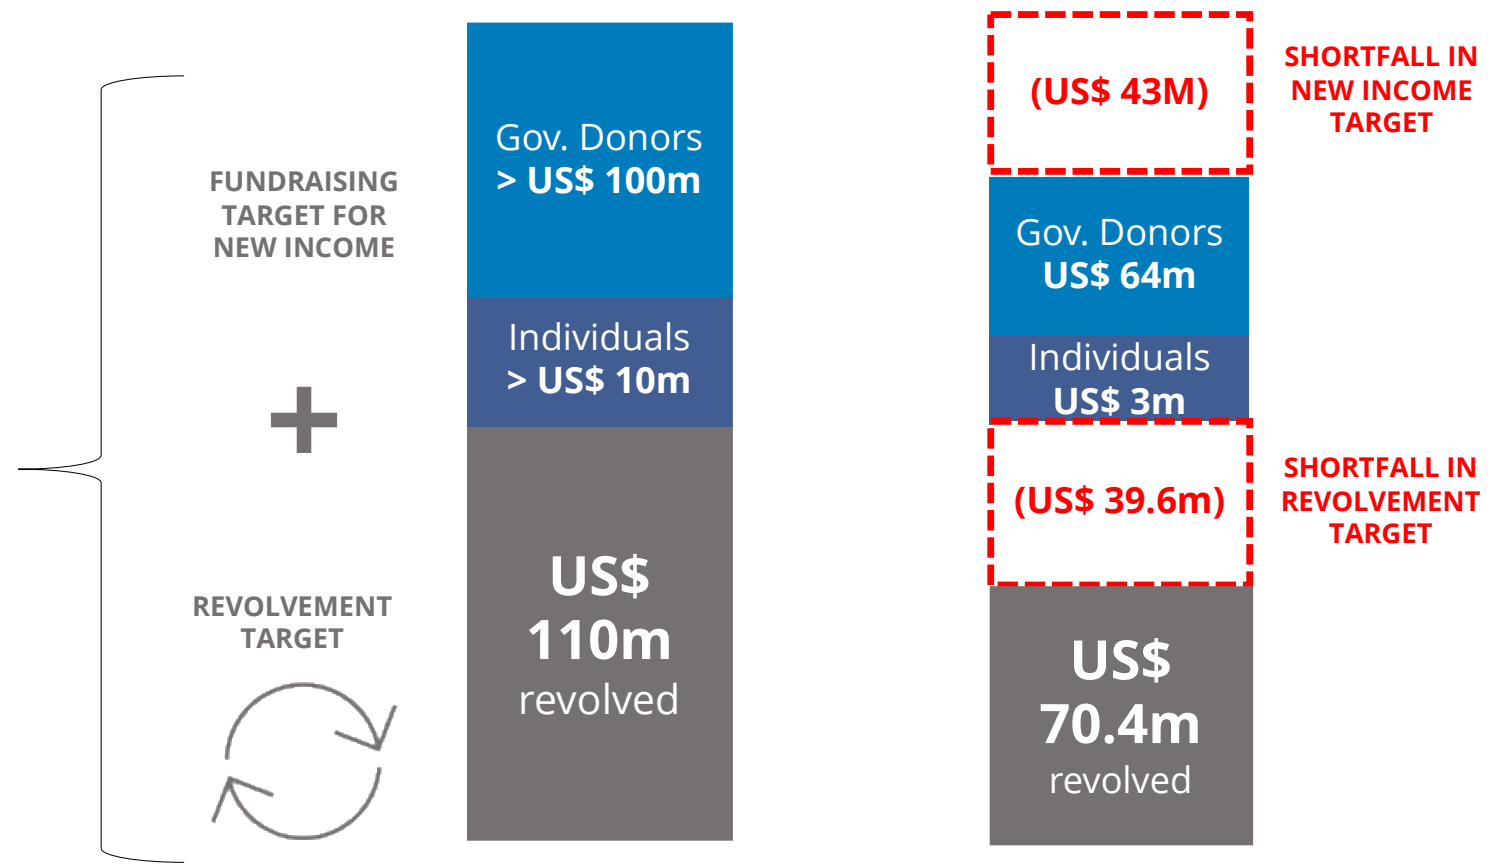 FUNDRAISING
TARGET FOR
NEW INCOME
+
REVOLVEMENT
TARGET
Gov. Donors
> US$ 100m
Individuals
> US$ 10m
US$
110m
revolved
(US$ 43M)
Gov. Donors
US$ 64m
Individuals
US$ 3m
(US$ 39.6m)
US$
70.4m
revolved
SHORTFALL IN
NEW INCOME
TARGET
SHORTFALL IN
REVOLVEMENT
TARGET